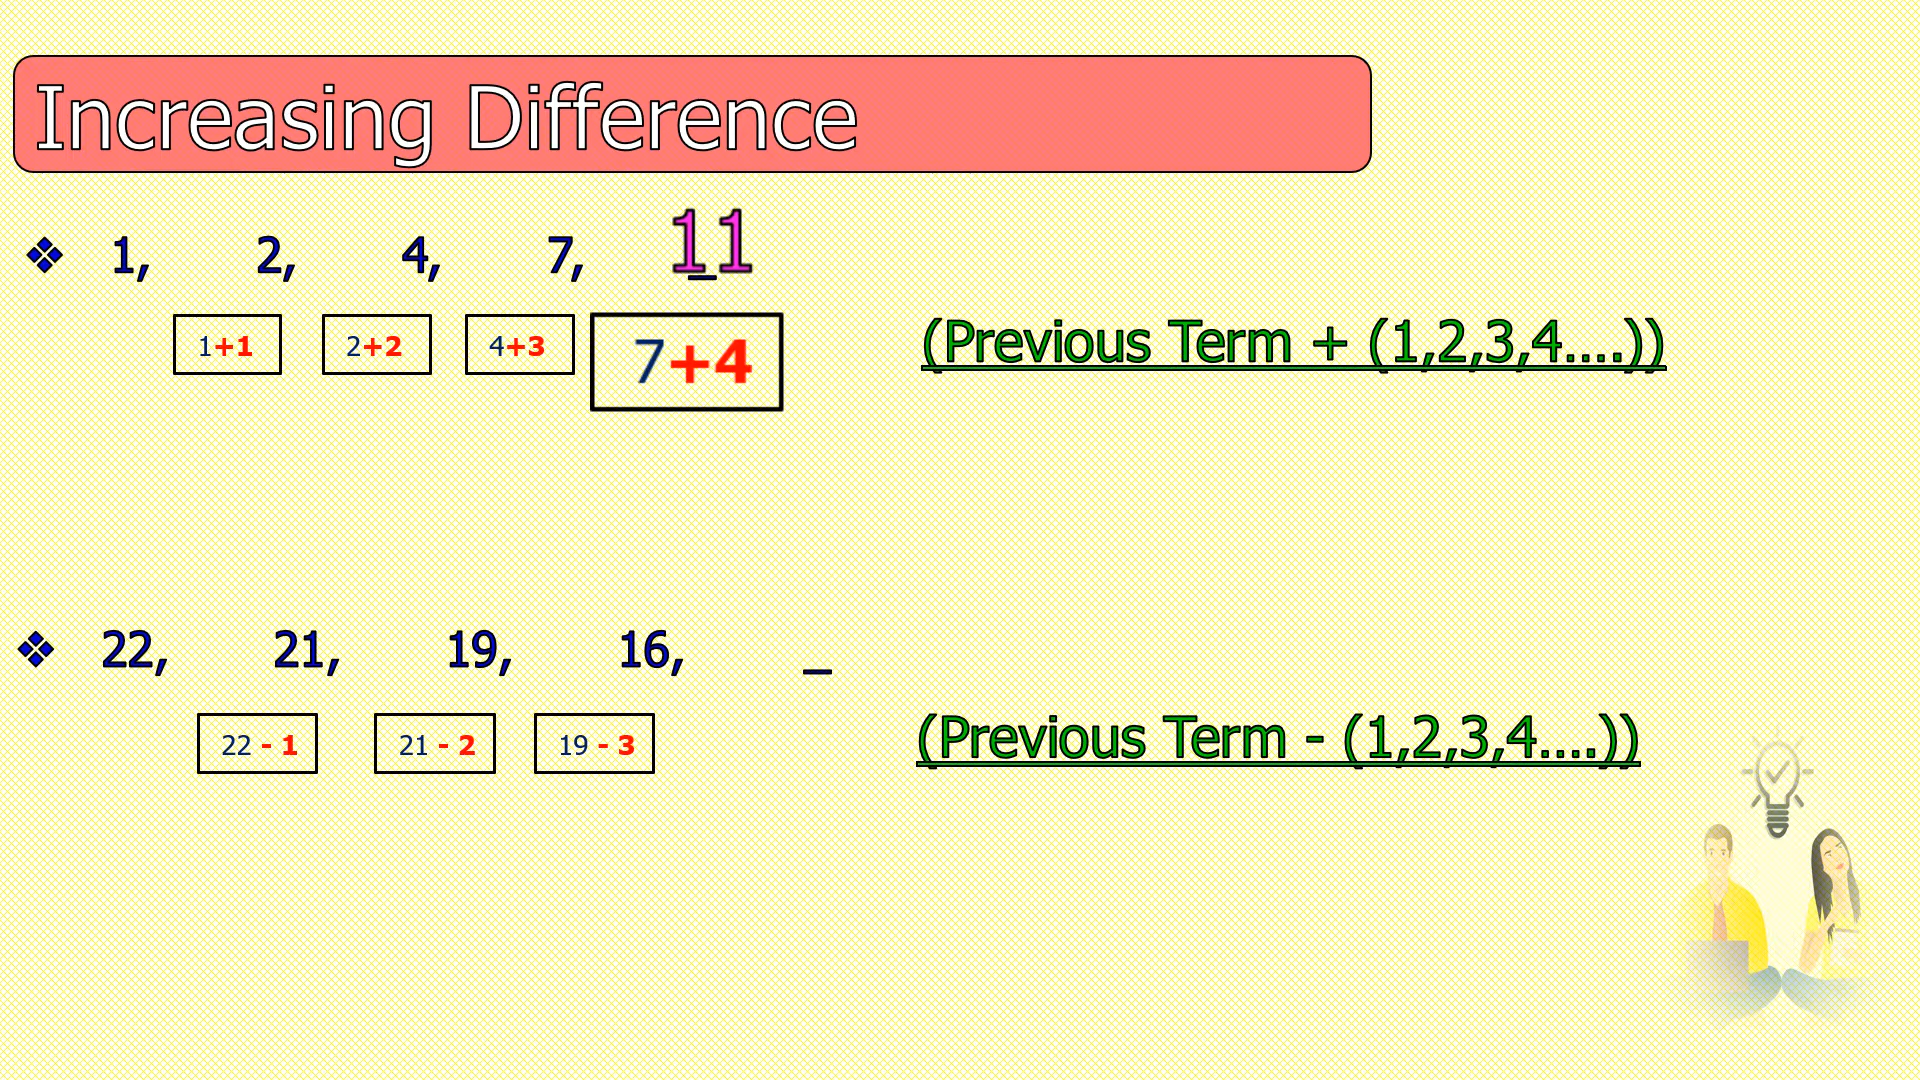 Increasing Difference
❖ 1, 2, 4, 7, _ 11
1+1 2+2 4+3 7+4
(Previous Term + (1,2,3,4....))
❖ 22, 21, 19, 16, _
22 - 1 21 - 2 19 - 3
(Previous Term - (1,2,3,4....))